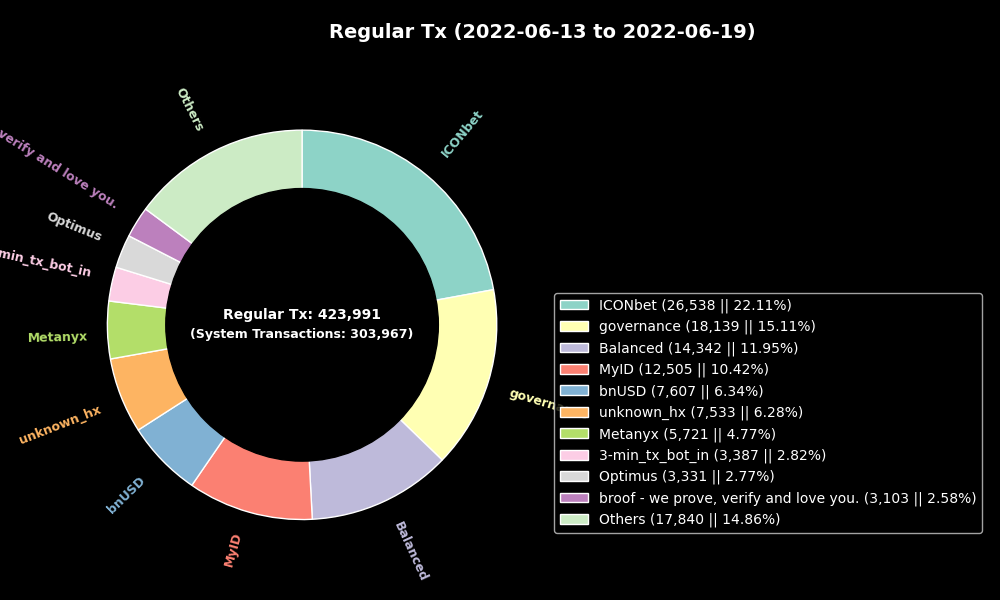 Regular Tx (2022-06-13 to 2022-06-19)
Others
ICONbet
verify and love you.
Optimus
min_tx_bot_in
Metanyx
unknown_hx
bnUSD
MyID
Balanced
governa
Regular Tx: 423,991
(System Transactions: 303,967)
ICONbet (26,538 || 22.11%)
governance (18,139 || 15.11%)
Balanced (14,342 || 11.95%)
MyID (12,505 || 10.42%)
bnUSD (7,607 || 6.34%)
unknown_hx (7,533 || 6.28%)
Metanyx (5,721 || 4.77%)
3-min_tx_bot_in (3,387 || 2.82%)
Optimus (3,331 || 2.77%)
broof - we prove, verify and love you. (3,103 || 2.58%)
Others (17,840 || 14.86%)